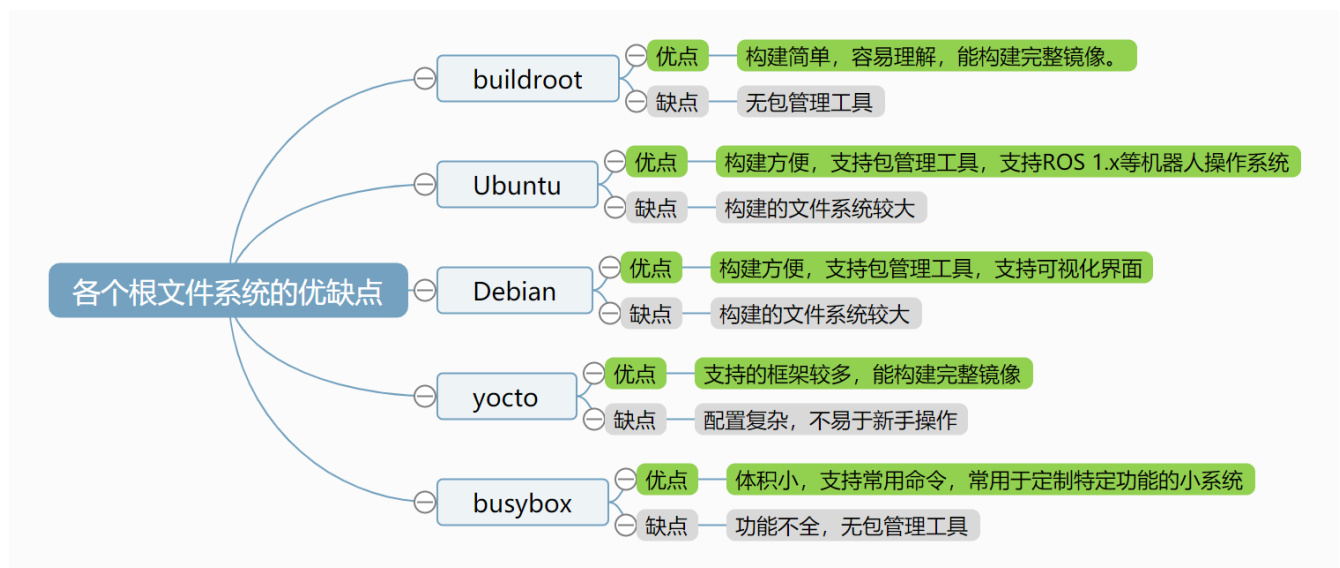 各个根文件系统的优缺点
buildroot
优点
构建简单，容易理解，能构建完整镜像。
缺点
无包管理工具
Ubuntu
优点
构建方便，支持包管理工具，支持ROS 1.x等机器人操作系统
缺点
构建的文件系统较大
Debian
优点
构建方便，支持包管理工具，支持可视化界面
缺点
构建的文件系统较大
yocto
优点
支持的框架较多，能构建完整镜像
缺点
配置复杂，不易于新手操作
busybox
优点
体积小，支持常用命令，常用于定制特定功能的小系统
缺点
功能不全，无包管理工具